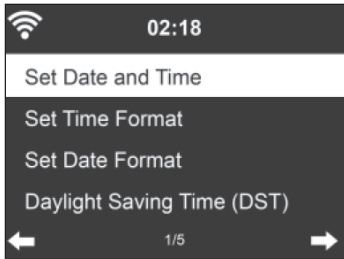 02:18
Set Date and Time
Set Time Format
Set Date Format
Daylight Saving Time (DST)
1/5